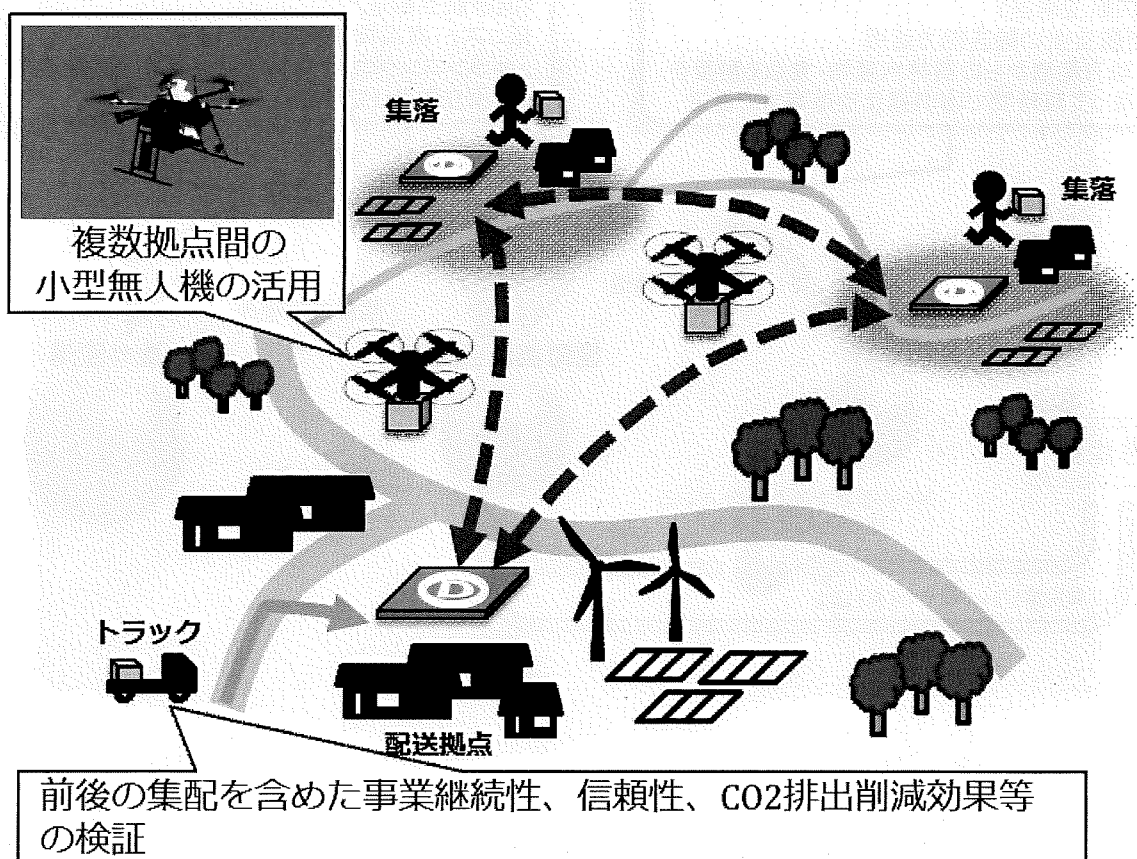 複数拠点間の
小型無人機の活用
集落
D
集落
D
D
トラック
配送拠点
前後の集配を含めた事業継続性、信頼性、CO2排出削減効果等
の検証